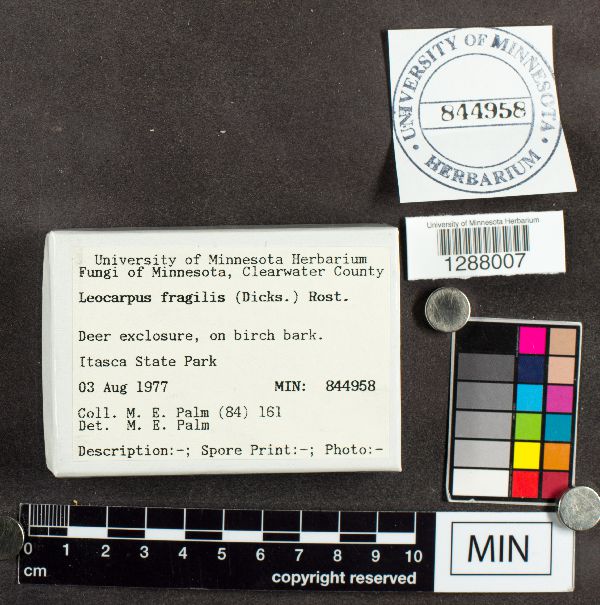 UNIVERSITY OF MINNESOTA
844958
• HERBARIUM •
University of Minnesota Herbarium
1288007
University of Minnesota Herbarium
Fungi of Minnesota, Clearwater County
Leocarpus fragilis (Dicks.) Rost.
Deer exclosure, on birch bark.
Itasca State Park
03 Aug 1977 MIN: 844958
Coll. M. E. Palm (84) 161
Det. M. E. Palm
Description:-; Spore Print:-; Photo:-
0 1 2 3 4 5 6 7 8 9 10
cm
copyright reserved
MIN